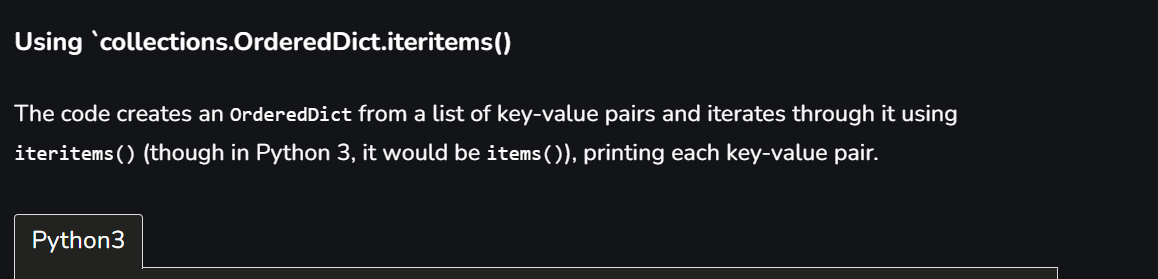 Using `collections.OrderedDict.iteritems()
The code creates an OrderedDict from a list of key-value pairs and iterates through it using
iteritems() (though in Python 3, it would be items()), printing each key-value pair.
Python3